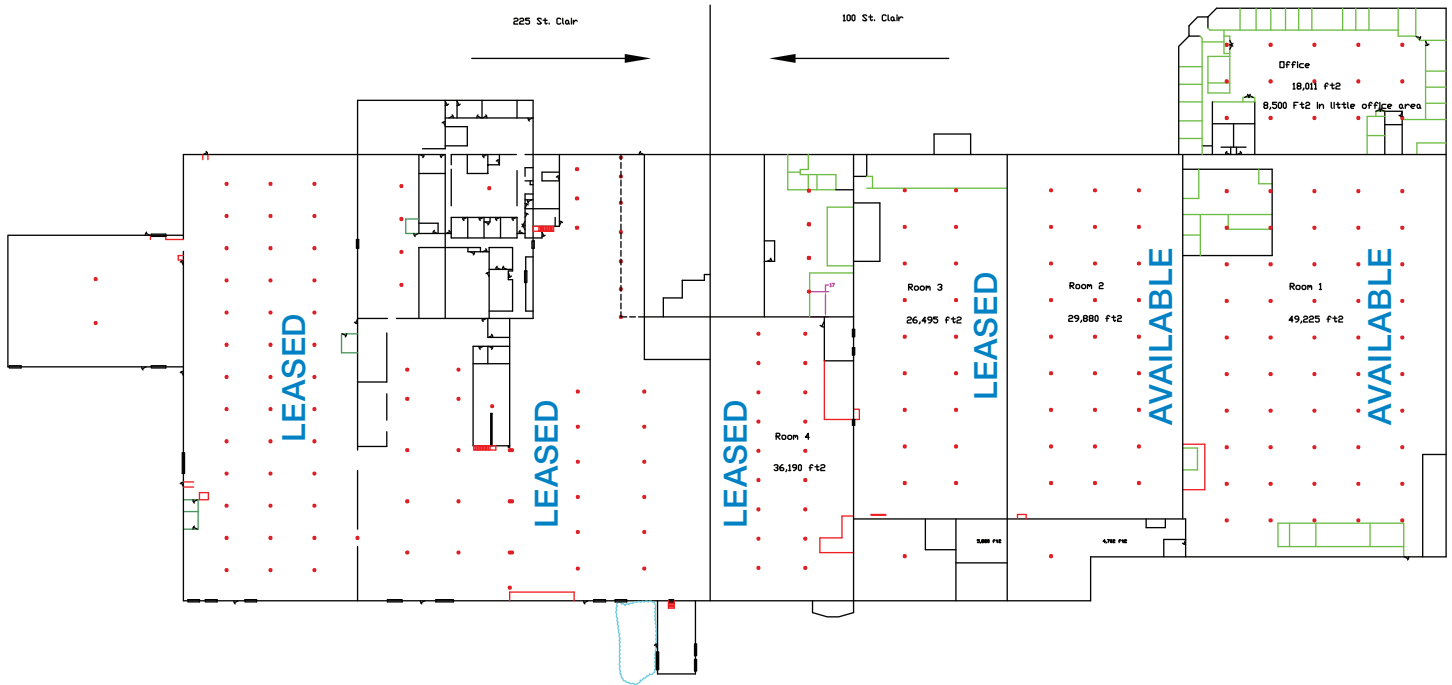 225 St. Clair
100 St. Clair
Office
18,011 ft2
8,500 Ft2 in little office area
LEASED
LEASED
LEASED
Room 4
36,190 ft2
17
Room 3
26,495 ft2
LEASED
Room 2
29,880 ft2
AVAILABLE
Room 1
49,225 ft2
AVAILABLE